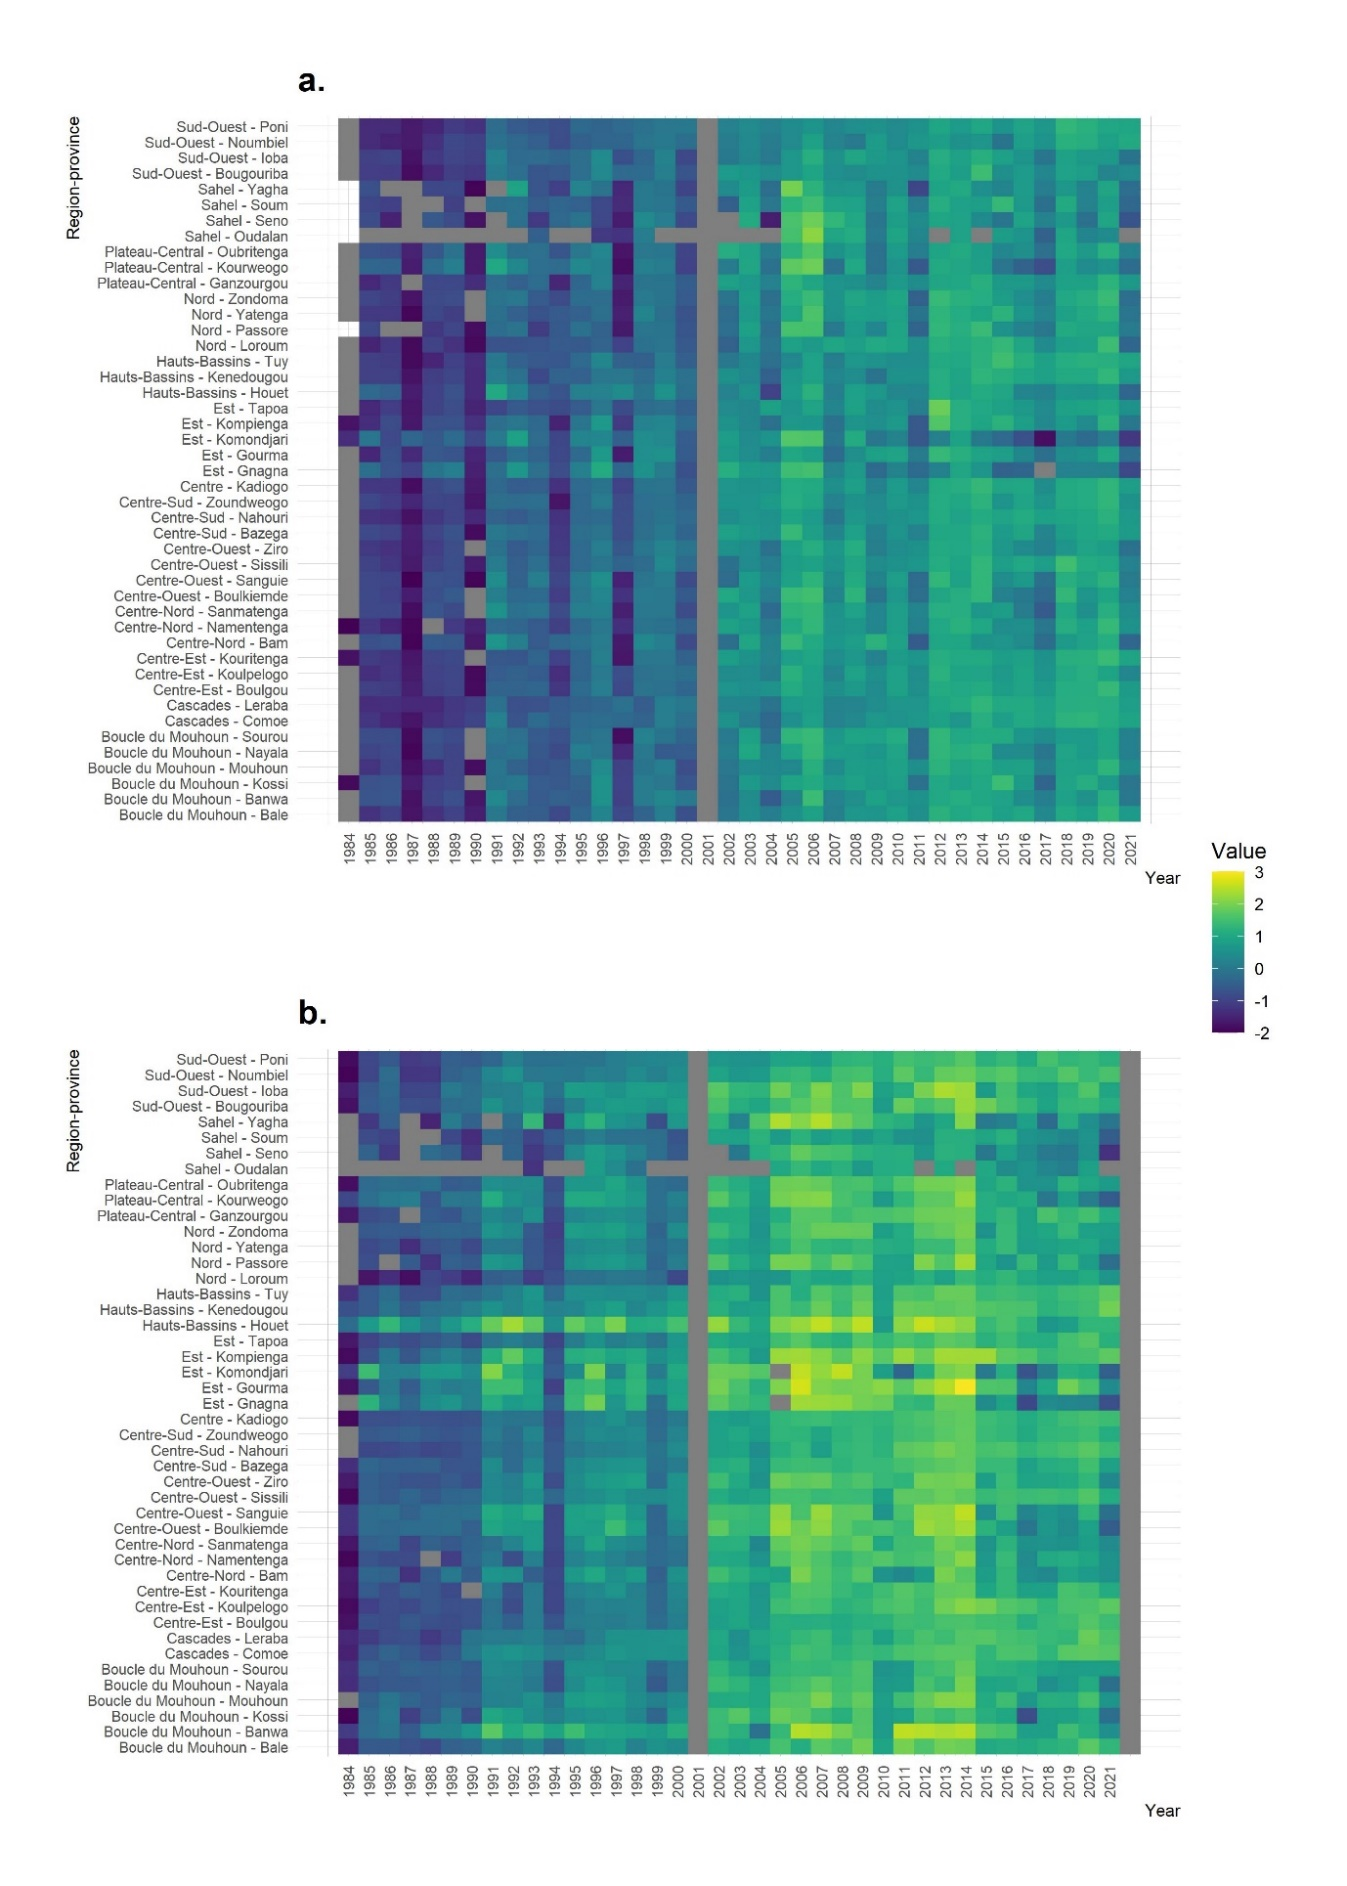 a.
Region-province
Sud-Ouest - Poni
Sud-Ouest - Noumbiel
Sud-Ouest - Ioba
Sud-Ouest - Bougouriba
Sahel - Yagha
Sahel - Soum
Sahel - Seno
Sahel - Oudalan
Plateau-Central - Oubritenga
Plateau-Central - Kourweogo
Plateau-Central - Ganzourgou
Nord - Zondoma
Nord - Yatenga
Nord - Passore
Nord - Loroum
Hauts-Bassins - Tuy
Hauts-Bassins - Kenedougou
Hauts-Bassins - Houet
Est - Tapoa
Est - Kompienga
Est - Komondjari
Est - Gourma
Est - Gnagna
Centre - Kadiogo
Centre-Sud - Zoundweogo
Centre-Sud - Nahouri
Centre-Sud - Bazega
Centre-Ouest - Ziro
Centre-Ouest - Sissili
Centre-Ouest - Sanguie
Centre-Ouest - Boulkiemde
Centre-Nord - Sanmatenga
Centre-Nord - Namentenga
Centre-Nord - Bam
Centre-Est - Kouritenga
Centre-Est - Koulpelogo
Centre-Est - Boulgou
Cascades - Leraba
Cascades - Comoe
Boucle du Mouhoun - Sourou
Boucle du Mouhoun - Nayala
Boucle du Mouhoun - Mouhoun
Boucle du Mouhoun - Kossi
Boucle du Mouhoun - Banwa
Boucle du Mouhoun - Bale
1984 1985 1986 1987 1988 1989 1990 1991 1992 1993 1994 1995 1996 1997 1998 1999 2000 2001 2002 2003 2004 2005 2006 2007 2008 2009 2010 2011 2012 2013 2014 2015 2016 2017 2018 2019 2020 2021
Year
Value
3
2
1
0
-1
-2
b.
Region-province
Sud-Ouest - Poni
Sud-Ouest - Noumbiel
Sud-Ouest - Ioba
Sud-Ouest - Bougouriba
Sahel - Yagha
Sahel - Soum
Sahel - Seno
Sahel - Oudalan
Plateau-Central - Oubritenga
Plateau-Central - Kourweogo
Plateau-Central - Ganzourgou
Nord - Zondoma
Nord - Yatenga
Nord - Passore
Nord - Loroum
Hauts-Bassins - Tuy
Hauts-Bassins - Kenedougou
Hauts-Bassins - Houet
Est - Tapoa
Est - Kompienga
Est - Komondjari
Est - Gourma
Est - Gnagna
Centre - Kadiogo
Centre-Sud - Zoundweogo
Centre-Sud - Nahouri
Centre-Sud - Bazega
Centre-Ouest - Ziro
Centre-Ouest - Sissili
Centre-Ouest - Sanguie
Centre-Ouest - Boulkiemde
Centre-Nord - Sanmatenga
Centre-Nord - Namentenga
Centre-Nord - Bam
Centre-Est - Kouritenga
Centre-Est - Koulpelogo
Centre-Est - Boulgou
Cascades - Leraba
Cascades - Comoe
Boucle du Mouhoun - Sourou
Boucle du Mouhoun - Nayala
Boucle du Mouhoun - Mouhoun
Boucle du Mouhoun - Kossi
Boucle du Mouhoun - Banwa
Boucle du Mouhoun - Bale
1984 1985 1986 1987 1988 1989 1990 1991 1992 1993 1994 1995 1996 1997 1998 1999 2000 2001 2002 2003 2004 2005 2006 2007 2008 2009 2010 2011 2012 2013 2014 2015 2016 2017 2018 2019 2020 2021
Year